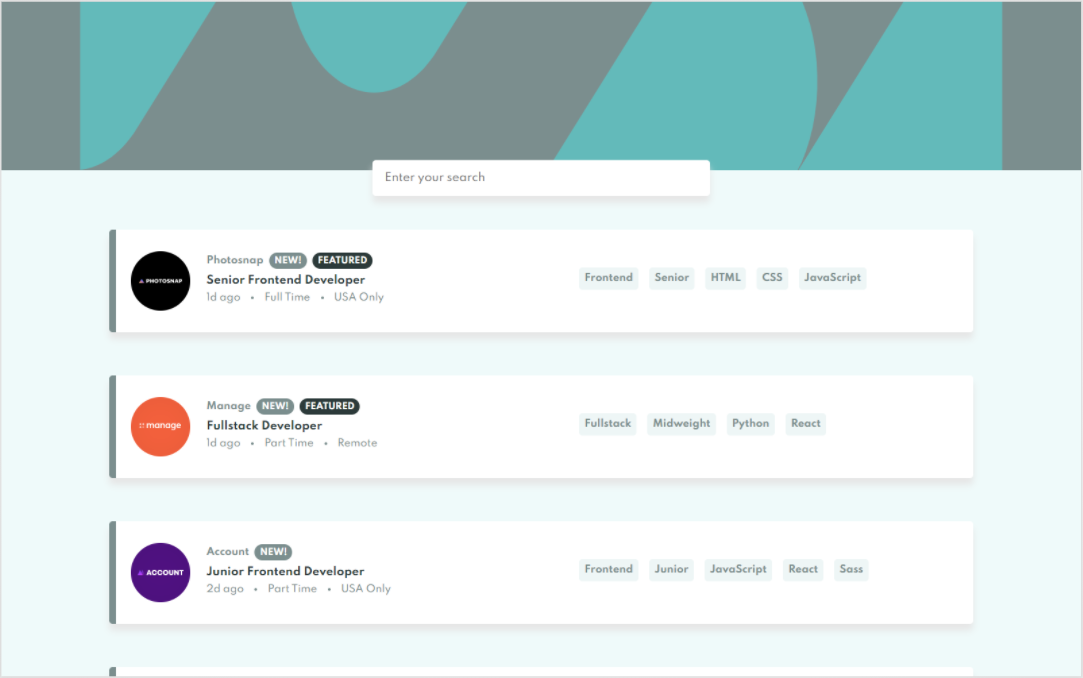 Enter your search
PHOTOSNAP
Photosnap NEW! FEATURED
Senior Frontend Developer
1d ago • Full Time • USA Only
Frontend Senior HTML CSS JavaScript
manage
Manage NEW! FEATURED
Fullstack Developer
1d ago • Part Time • Remote
Fullstack Midweight Python React
ACCOUNT
Account NEW!
Junior Frontend Developer
2d ago • Part Time • USA Only
Frontend Junior JavaScript React Sass